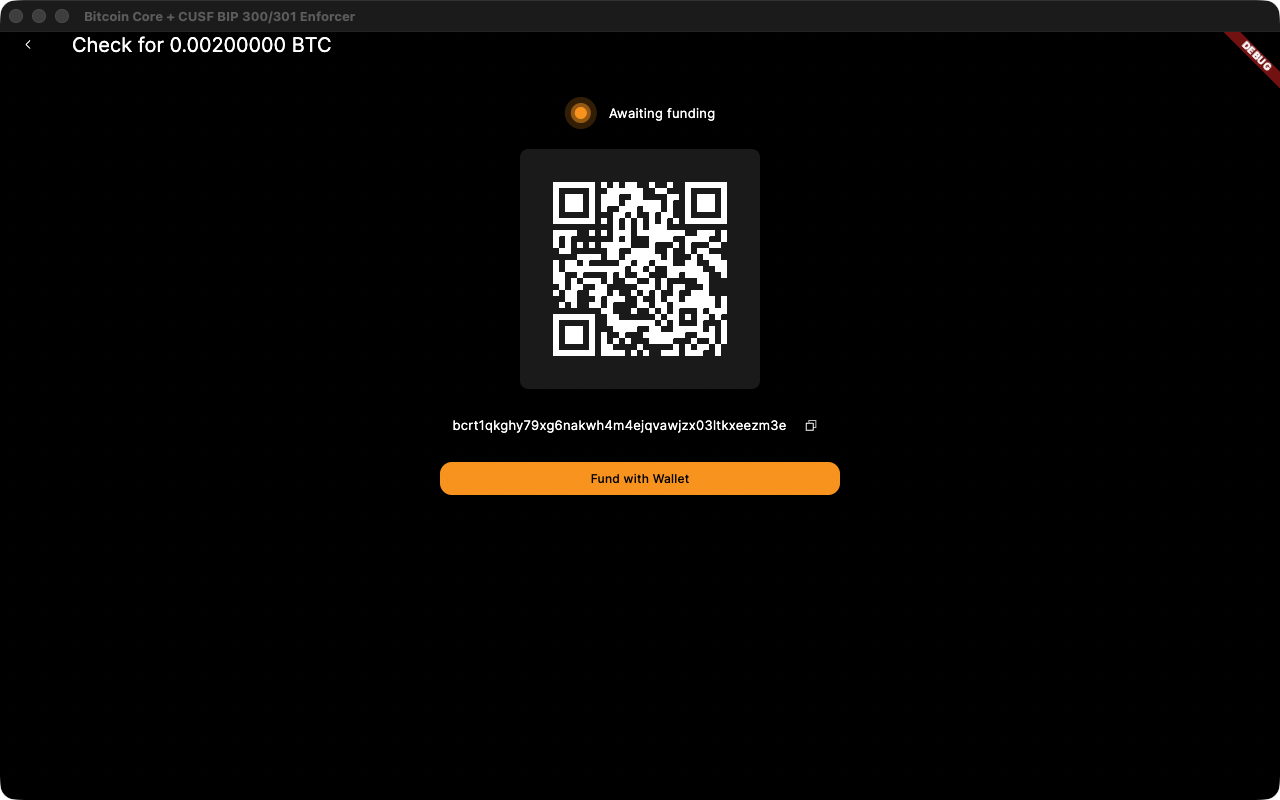 Bitcoin Core + CUSF BIP 300/301 Enforcer
Check for 0.00200000 BTC
DEBUG
Awaiting funding
bcrt1qkghy79xg6nakwh4m4ejqvawjzx03ltkxeezm3e
Fund with Wallet